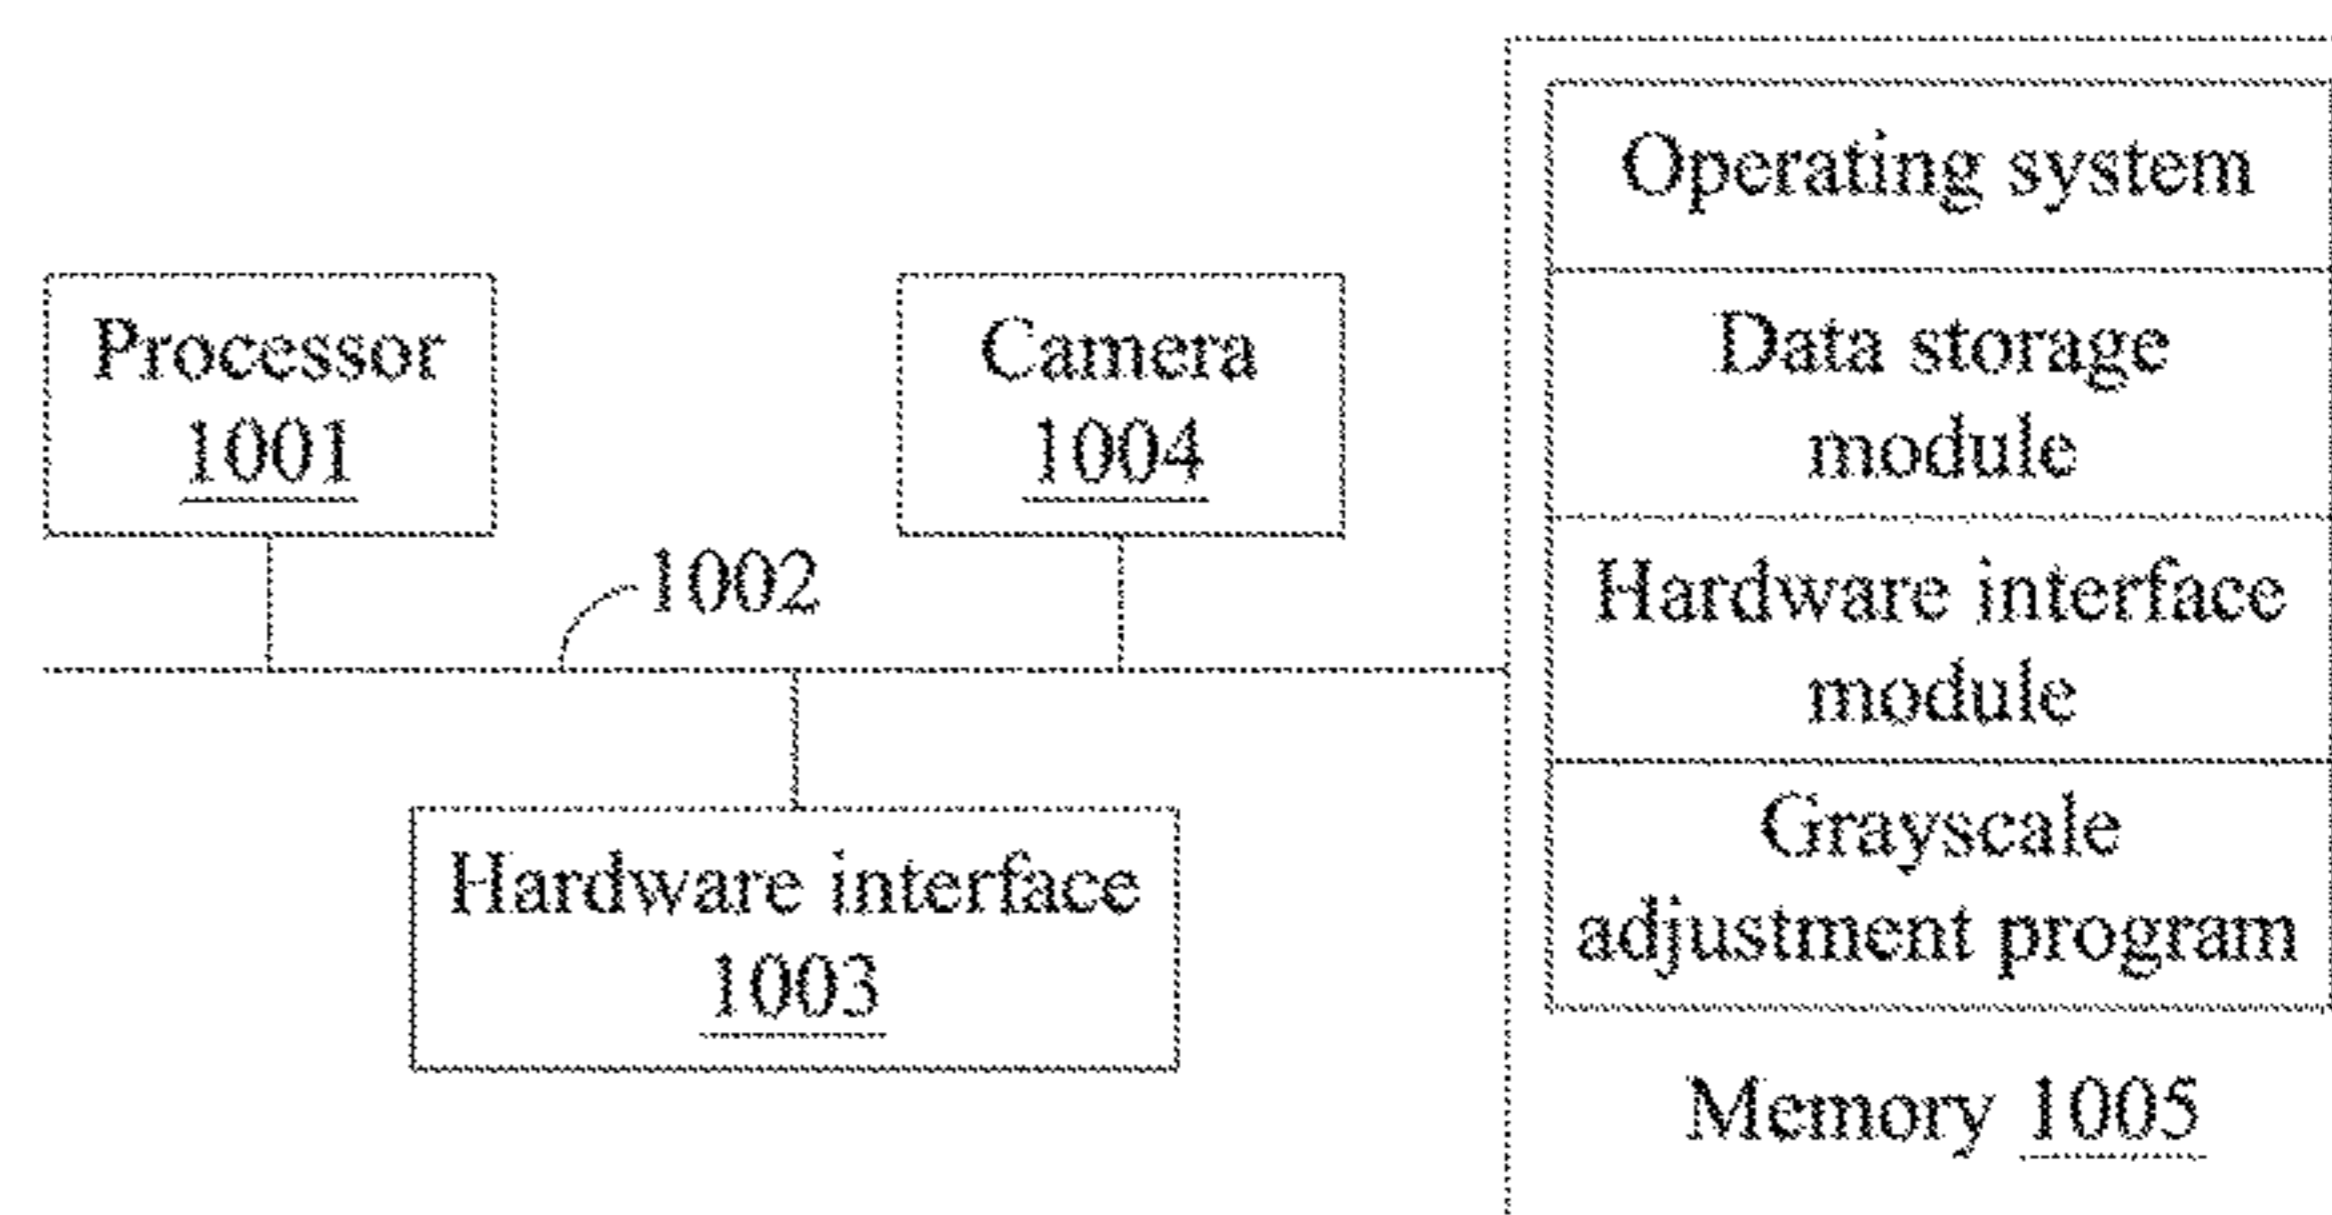 Processor
1001
Camera
1004
1002
Hardware interface
1003
Operating system
Data storage
module
Hardware interface
module
Grayscale
adjustment program
Memory 1005